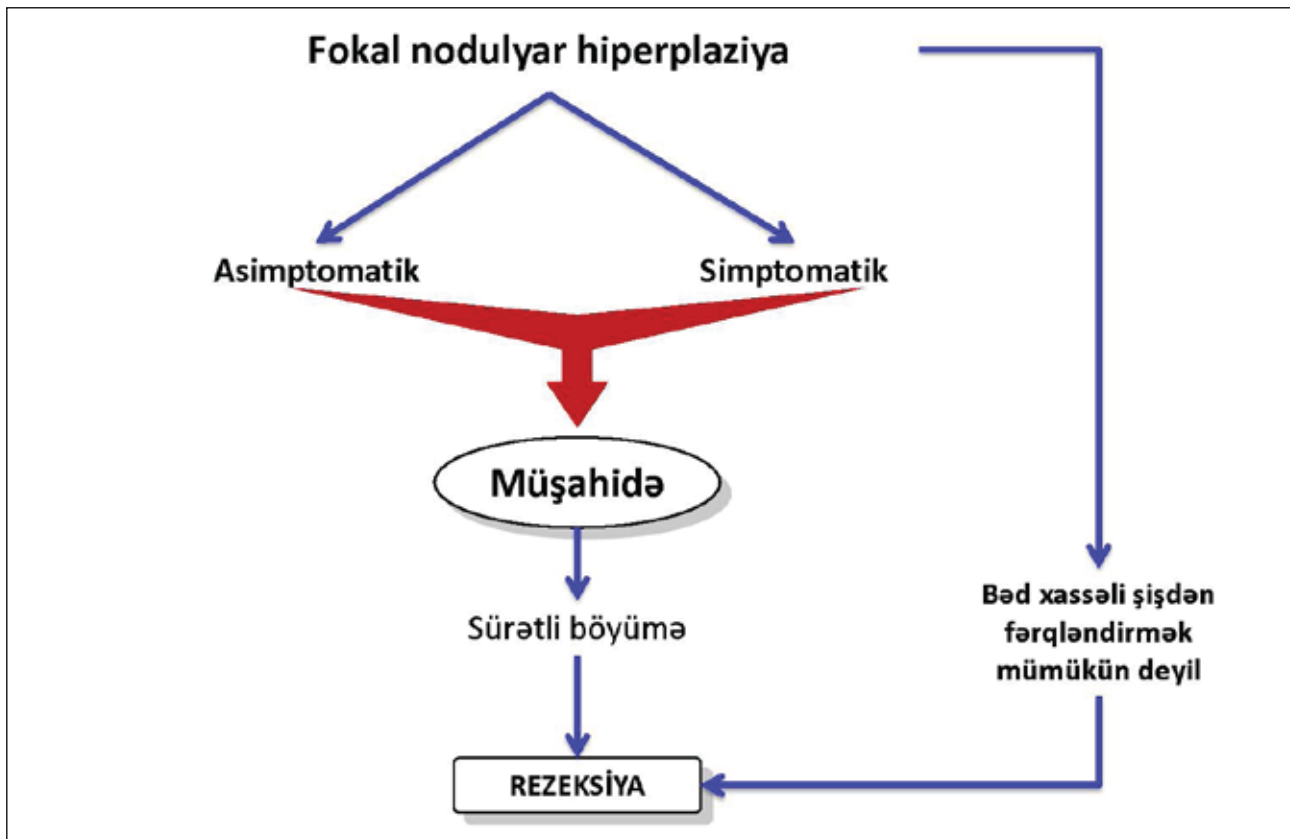 Fokal nodulyar hiperplaziya
Asimptomatik
Simptomatik
Müşahidə
Sürətli böyümə
Bəd xassəli şişdən
fərqləndirmək
mümükün deyil
REZEKSİYA